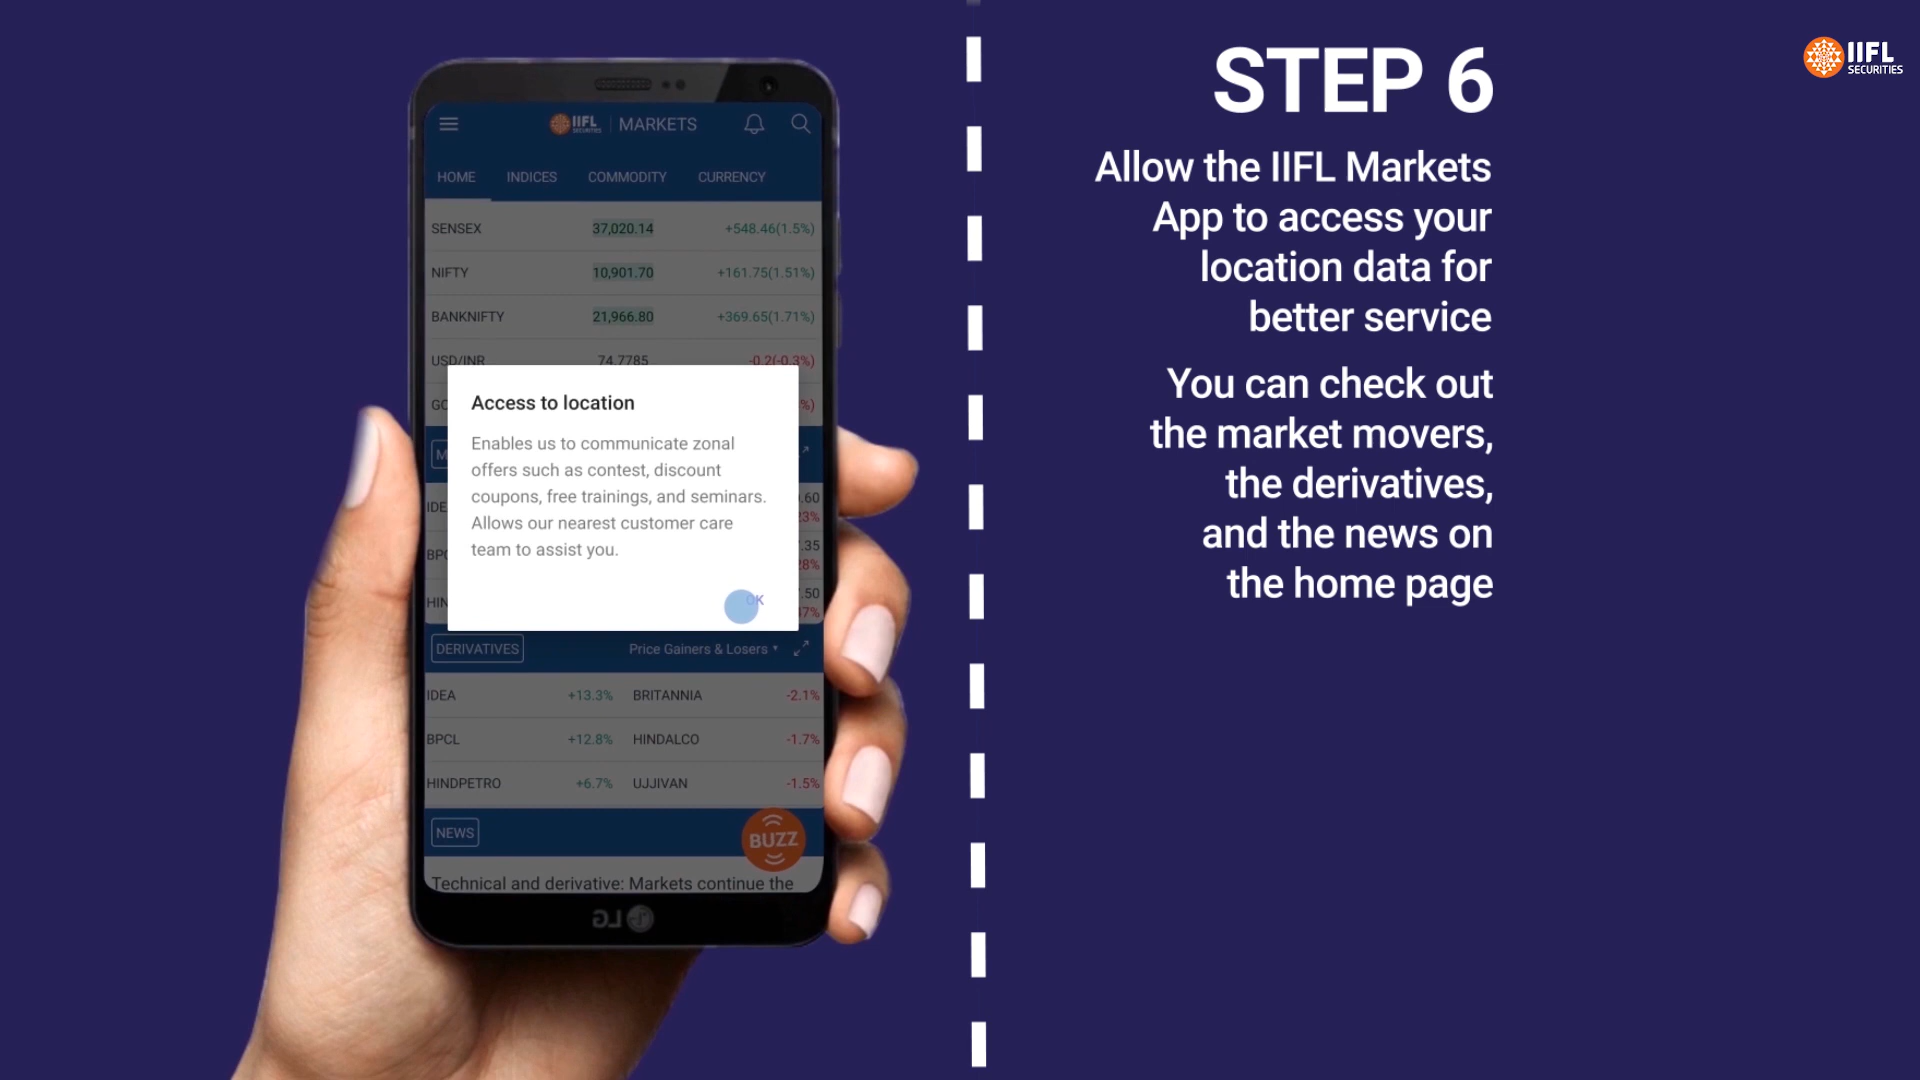 IIFL
SECURITIES
MARKETS
HOME INDICES COMMODITY CURRENCY
SENSEX 37,020.14 +548.46(1.5%)
NIFTY 10,901.70 +161.75(1.51%)
BANKNIFTY 21,966.80 +369.65(1.71%)
USD/INR 74.7785 -0.2(-0.3%)
Access to location
Enables us to communicate zonal
offers such as contest, discount
coupons, free trainings, and seminars.
Allows our nearest customer care
team to assist you.
OK
DERIVATIVES Price Gainers & Losers
IDEA +13.3% BRITANNIA -2.1%
BPCL +12.8% HINDALCO -1.7%
HINDPETRO +6.7% UJJIVAN -1.5%
NEWS
BUZZ
Technical and derivative: Markets continue the
LG
STEP 6
Allow the IIFL Markets
App to access your
location data for
better service
You can check out
the market movers,
the derivatives,
and the news on
the home page
IIFL
SECURITIES